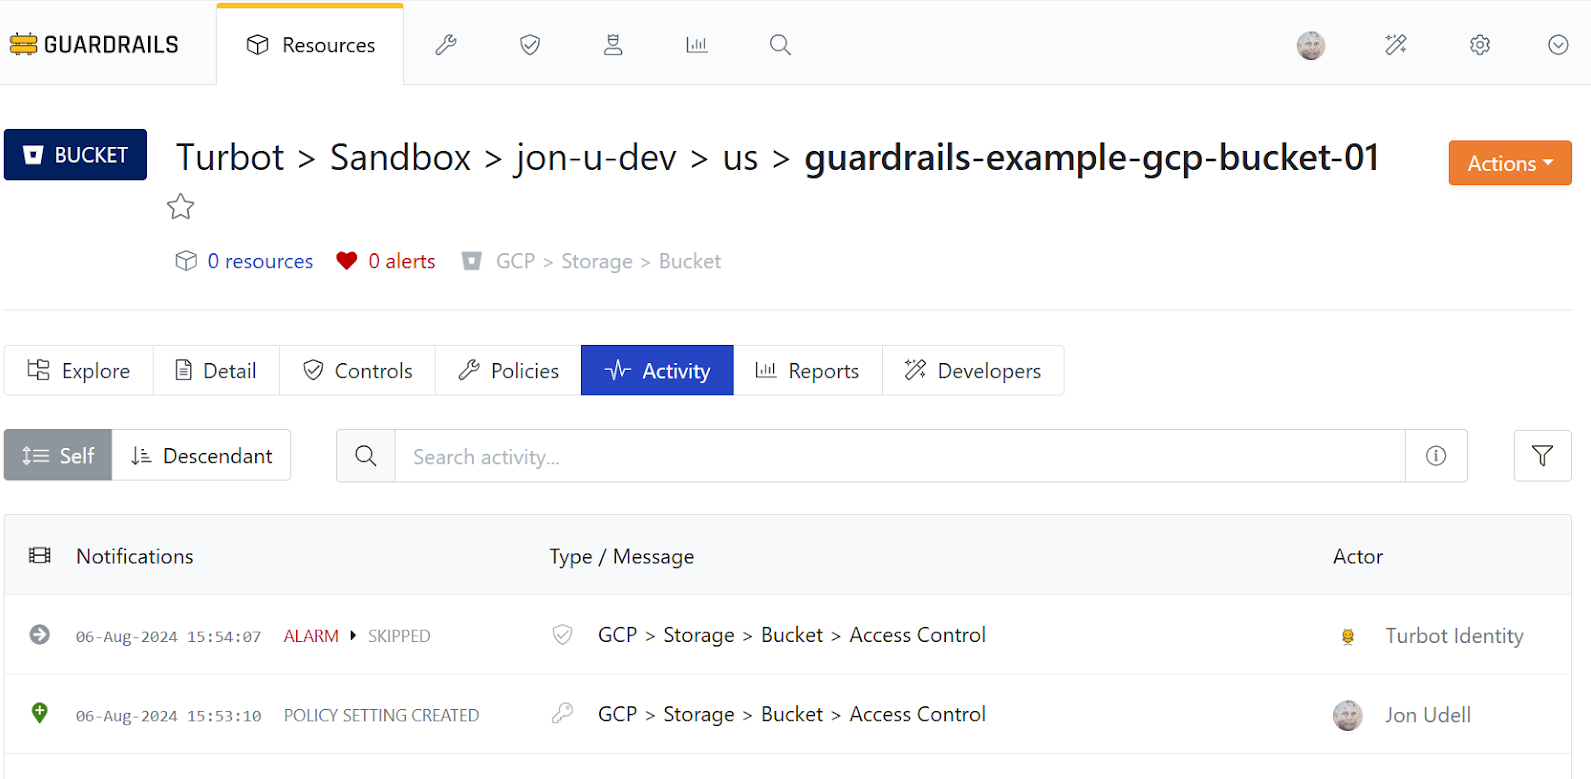 GUARDRAILS Resources
BUCKET Turbot > Sandbox > jon-u-dev > us > guardrails-example-gcp-bucket-01 Actions
0 resources 0 alerts GCP > Storage > Bucket
Explore Detail Controls Policies Activity Reports Developers
Self Descendant Search activity...
Notifications Type / Message Actor
06-Aug-2024 15:54:07 ALARM SKIPPED GCP > Storage > Bucket > Access Control Turbot Identity
06-Aug-2024 15:53:10 POLICY SETTING CREATED GCP > Storage > Bucket > Access Control Jon Udell